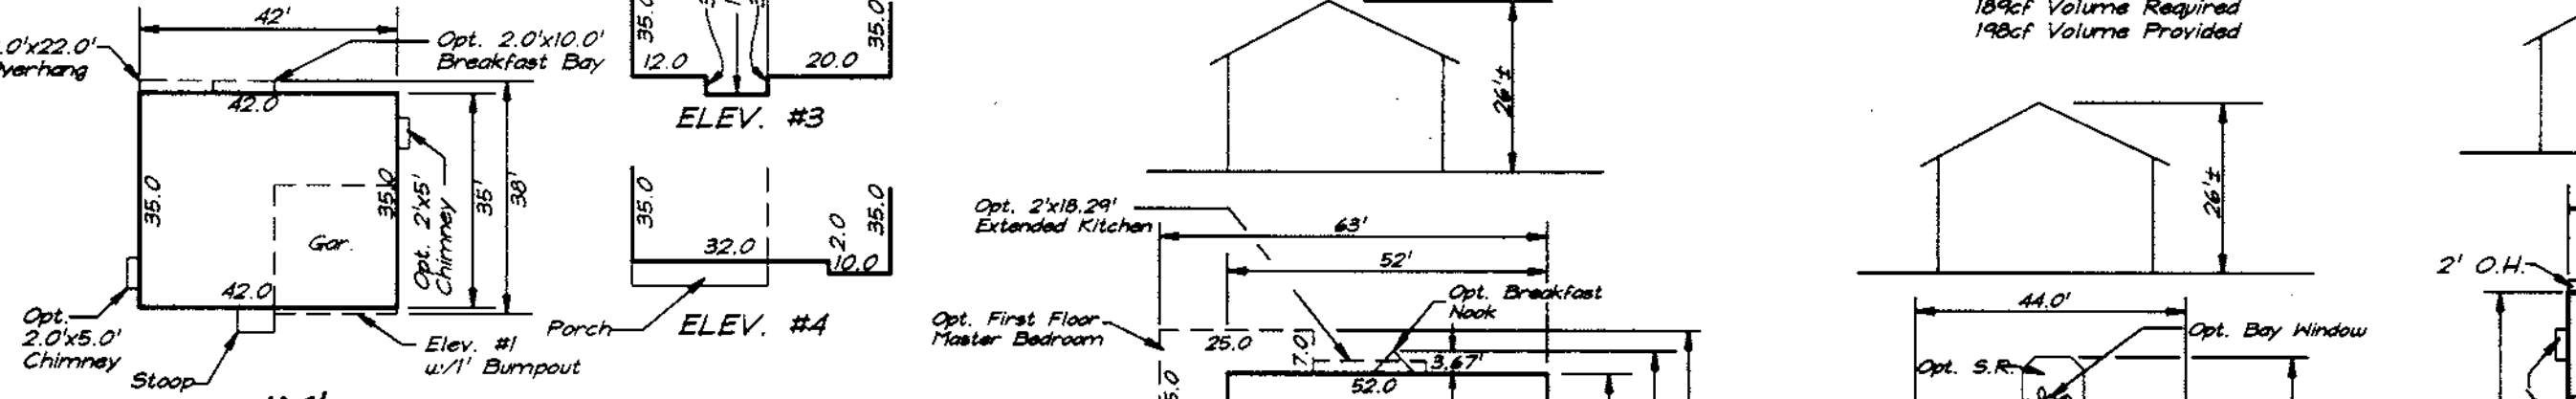 42'
.0'x22.0'
Opt. 2.0'x10.0'
Breakfast Bay
42.0
35.0
35.0
35'
38'
Opt. 2'x5'
Chimney
Gar.
42.0
Opt.
2.0'x5.0'
Chimney
Stoop
Elev. #1
w/1' Bumpout
35.0
35.0
12.0
20.0
ELEV. #3
35.0
35.0
32.0
2.0
10.0
Porch
ELEV. #4
26'±
Opt. 2'x18.29'
Extended Kitchen
63'
52'
Opt. Breakfast
Nook
Opt. First Floor
Master Bedroom
25.0
7.0
3.67'
52.0
5.0
189cf Volume Required
198cf Volume Provided
26'±
44.0'
Opt. Bay Window
Opt. S.R.
2' O.H.